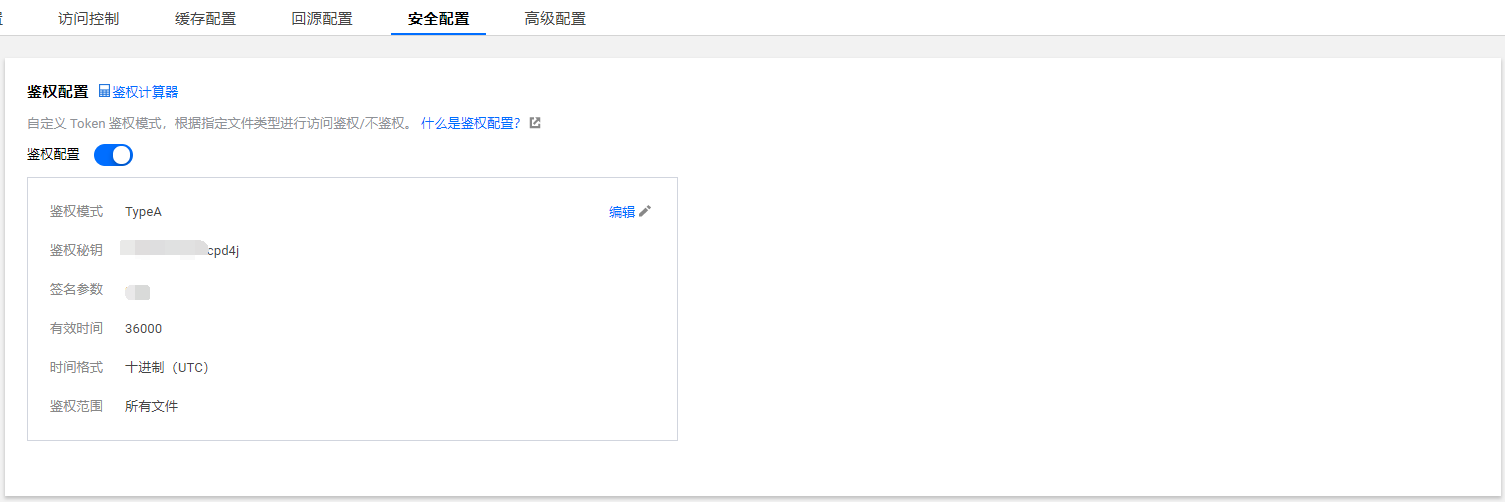 访问控制 缓存配置 回源配置 安全配置 高级配置
鉴权配置 鉴权计算器
自定义 Token 鉴权模式，根据指定文件类型进行访问鉴权/不鉴权。 什么是鉴权配置？
鉴权配置
鉴权模式 TypeA 编辑
鉴权秘钥 cpd4j
签名参数
有效时间 36000
时间格式 十进制（UTC）
鉴权范围 所有文件